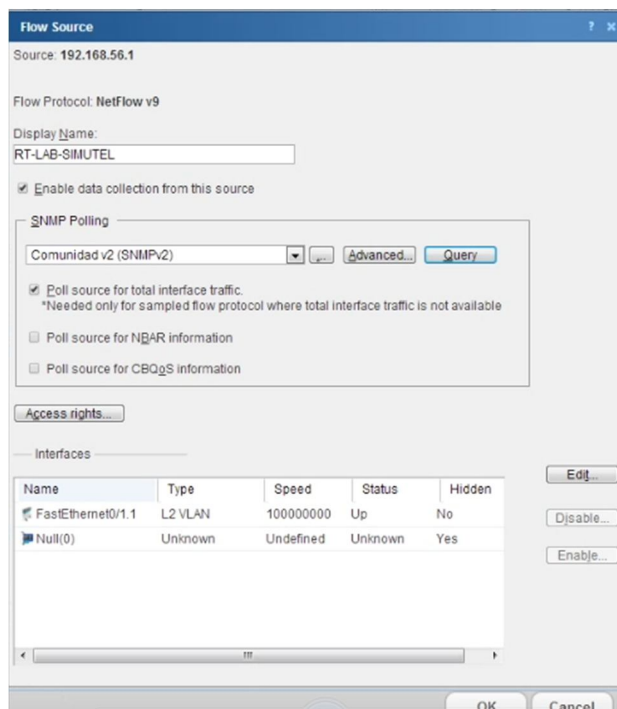 Flow Source ? ×
Source: 192.168.56.1
Flow Protocol: NetFlow v9
Display Name:
RT-LAB-SIMUTEL
Enable data collection from this source
SNMP Polling
Comunidad v2 (SNMPv2) ... Advanced... Query
Poll source for total interface traffic.
*Needed only for sampled flow protocol where total interface traffic is not available
Poll source for NBAR information
Poll source for CBQoS information
Access rights...
Interfaces
Edit...
Name Type Speed Status Hidden
FastEthernet0/1.1 L2 VLAN 100000000 Up No
Disable...
Null(0) Unknown Undefined Unknown Yes
Enable...
OK Cancel